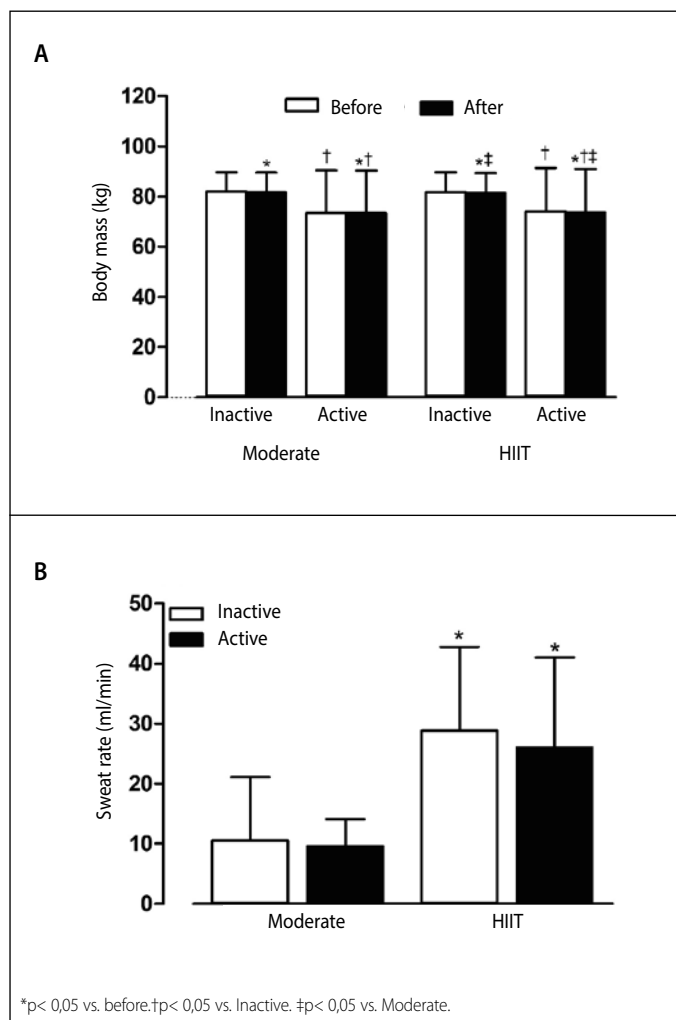 A
120
100
80
60
40
20
0
Body mass (kg)
Before
After
*
†
*†
*‡
†
*†‡
Inactive Active Inactive Active
Moderate HIIT
B
50
40
30
20
10
0
Sweat rate (ml/min)
Inactive
Active
* *
Moderate HIIT
*p< 0,05 vs. before.†p< 0,05 vs. Inactive. ‡p< 0,05 vs. Moderate.